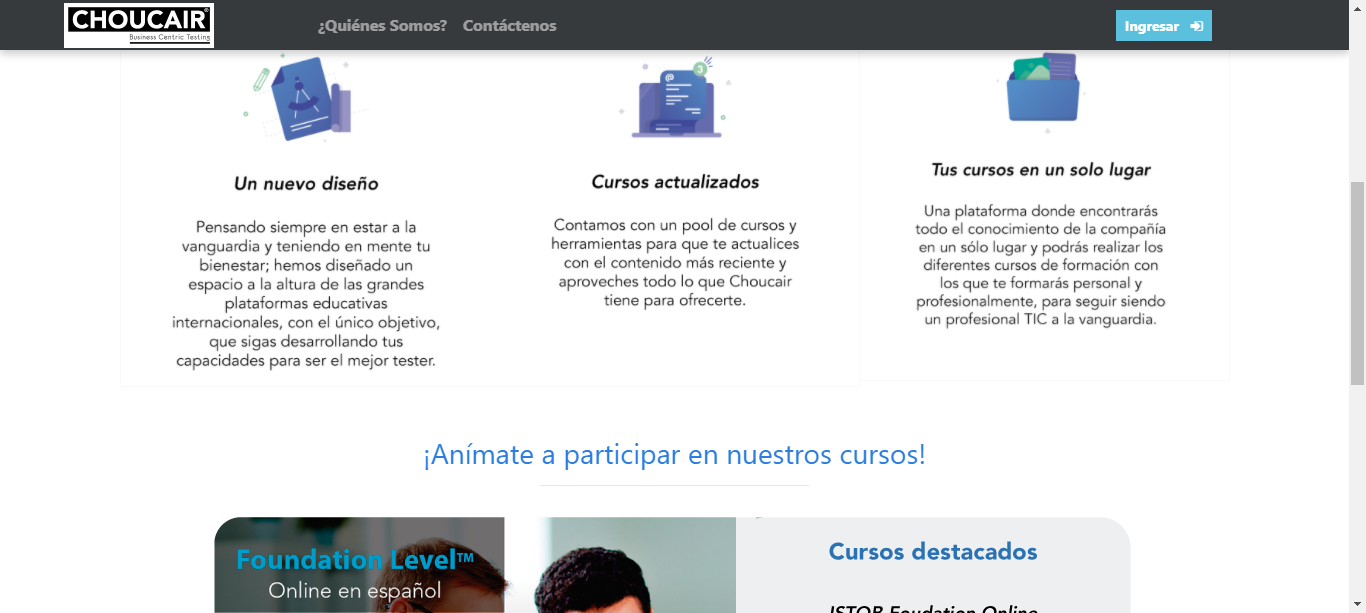 CHOUCAIR®
Business Centric Testing
¿Quiénes Somos?
Contáctenos
Ingresar
@
3
Un nuevo diseño
Pensando siempre en estar a la
vanguardia y teniendo en mente tu
bienestar; hemos diseñado un
espacio a la altura de las grandes
plataformas educativas
internacionales, con el único objetivo,
que sigas desarrollando tus
capacidades para ser el mejor tester.
Cursos actualizados
Contamos con un pool de cursos y
herramientas para que te actualices
con el contenido más reciente y
aproveches todo lo que Choucair
tiene para ofrecerte.
Tus cursos en un solo lugar
Una plataforma donde encontrarás
todo el conocimiento de la compañía
en un sólo lugar y podrás realizar los
diferentes cursos de formación con
los que te formarás personal y
profesionalmente, para seguir siendo
un profesional TIC a la vanguardia.
¡Anímate a participar en nuestros cursos!
Foundation Level™
Online en español
Cursos destacados
ISTQB Foudation Online